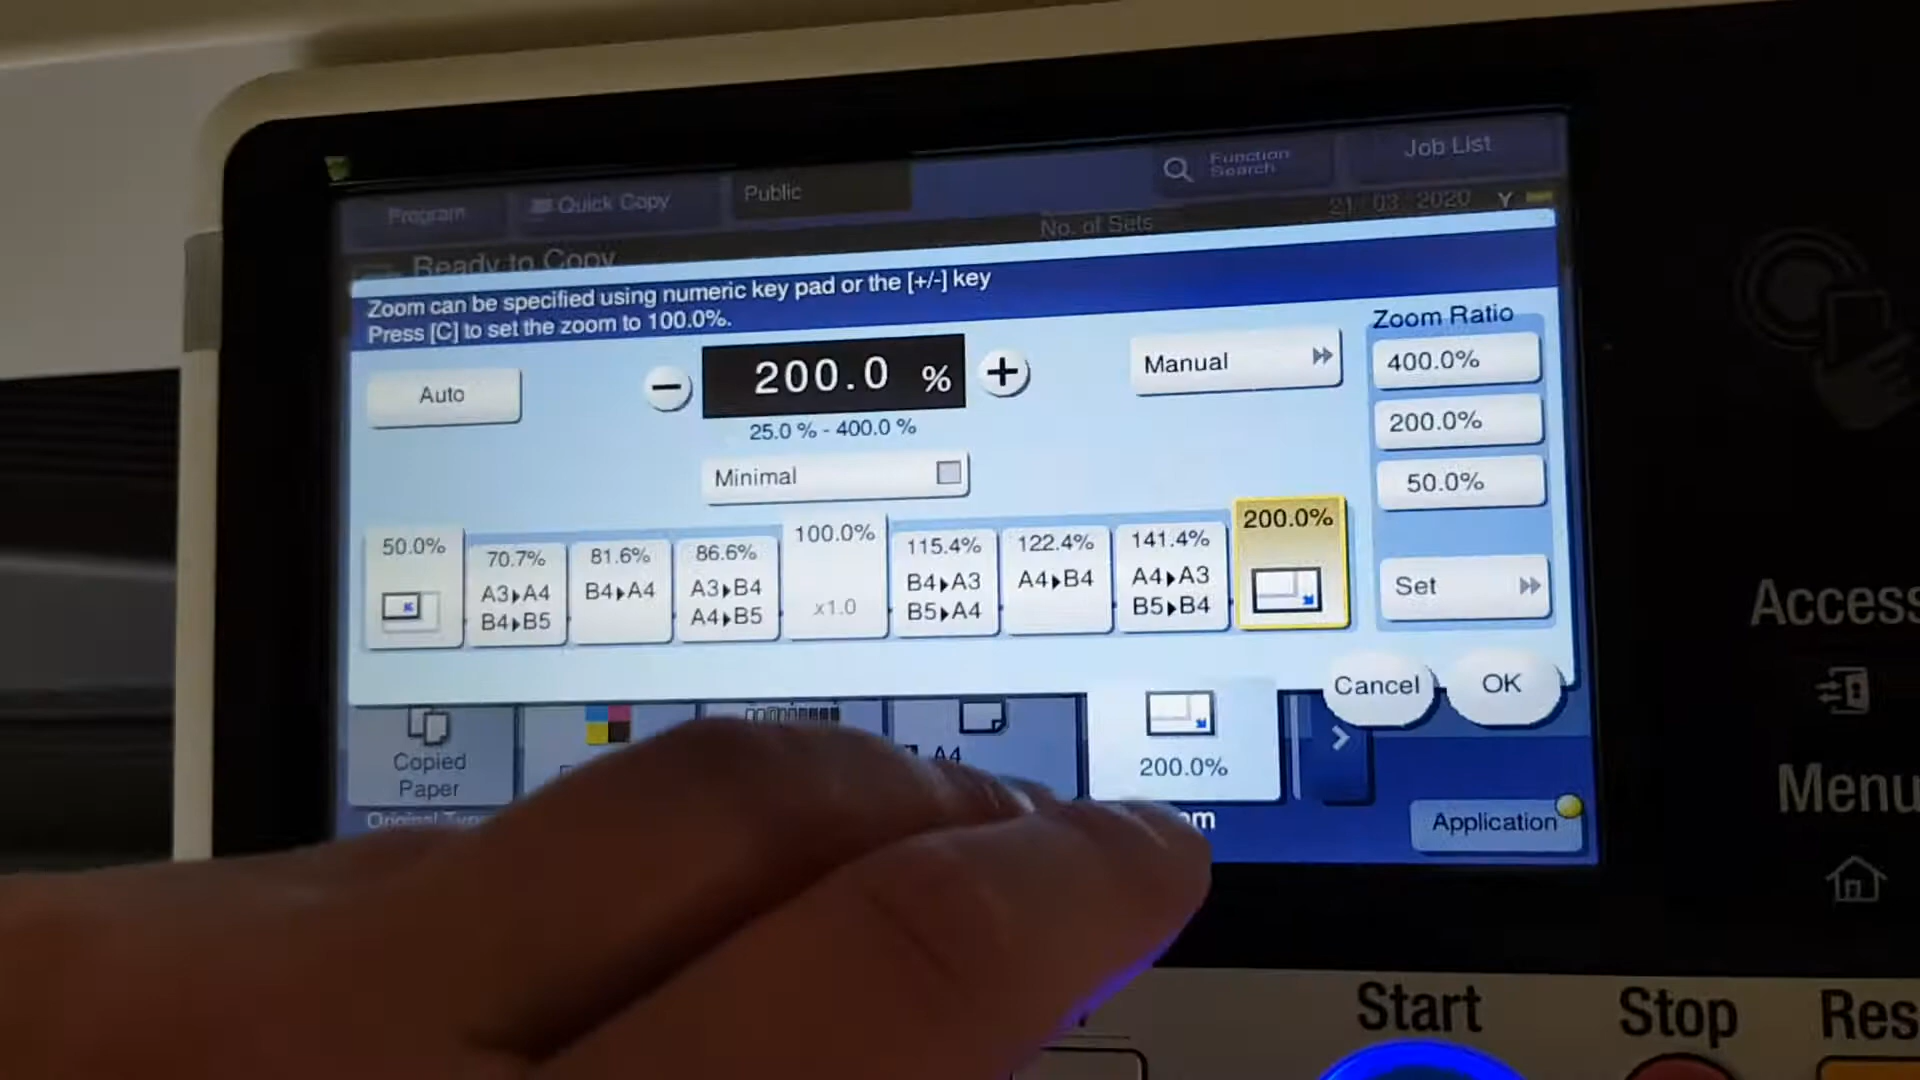 Program
Quick Copy
Public
Function
Search
Job List
21 03 2020 Y
No. of Sets
Ready to Copy
Zoom can be specified using numeric key pad or the [+/-] key
Press [C] to set the zoom to 100.0%.
Auto
−
200.0 %
+
25.0 % - 400.0 %
Minimal
Manual
Zoom Ratio
400.0%
200.0%
50.0%
Set
50.0%
70.7%
A3▸A4
B4▸B5
81.6%
B4▸A4
86.6%
A3▸B4
A4▸B5
100.0%
x1.0
115.4%
B4▸A3
B5▸A4
122.4%
A4▸B4
141.4%
A4▸A3
B5▸B4
200.0%
Cancel
OK
Copied
Paper
A4
200.0%
Original
om
Application
Access
Menu
Start
Stop
Res